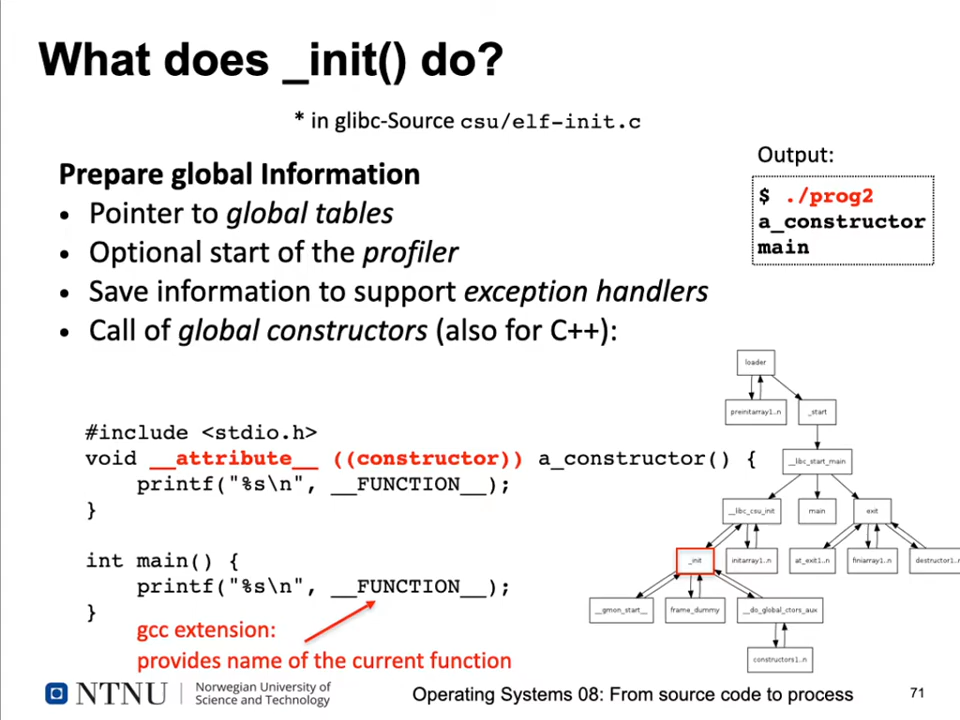 What does _init() do?
* in glibc-Source csu/elf-init.c
Output:
$ ./prog2
a_constructor
main
Prepare global Information
• Pointer to global tables
• Optional start of the profiler
• Save information to support exception handlers
• Call of global constructors (also for C++):
#include <stdio.h>
void __attribute__ ((constructor)) a_constructor() {
    printf("%s\n", __FUNCTION__);
}
int main() {
    printf("%s\n", __FUNCTION__);
}
gcc extension:
provides name of the current function
loader
preinitarray1..n
_start
__libc_start_main
__libc_csu_init
main
exit
_init
initarray1..n
at_exit1..n
finiarray1..n
destructor1..n
__gmon_start__
frame_dummy
__do_global_ctors_aux
constructors1..n
NTNU
Norwegian University of
Science and Technology
Operating Systems 08: From source code to process
71